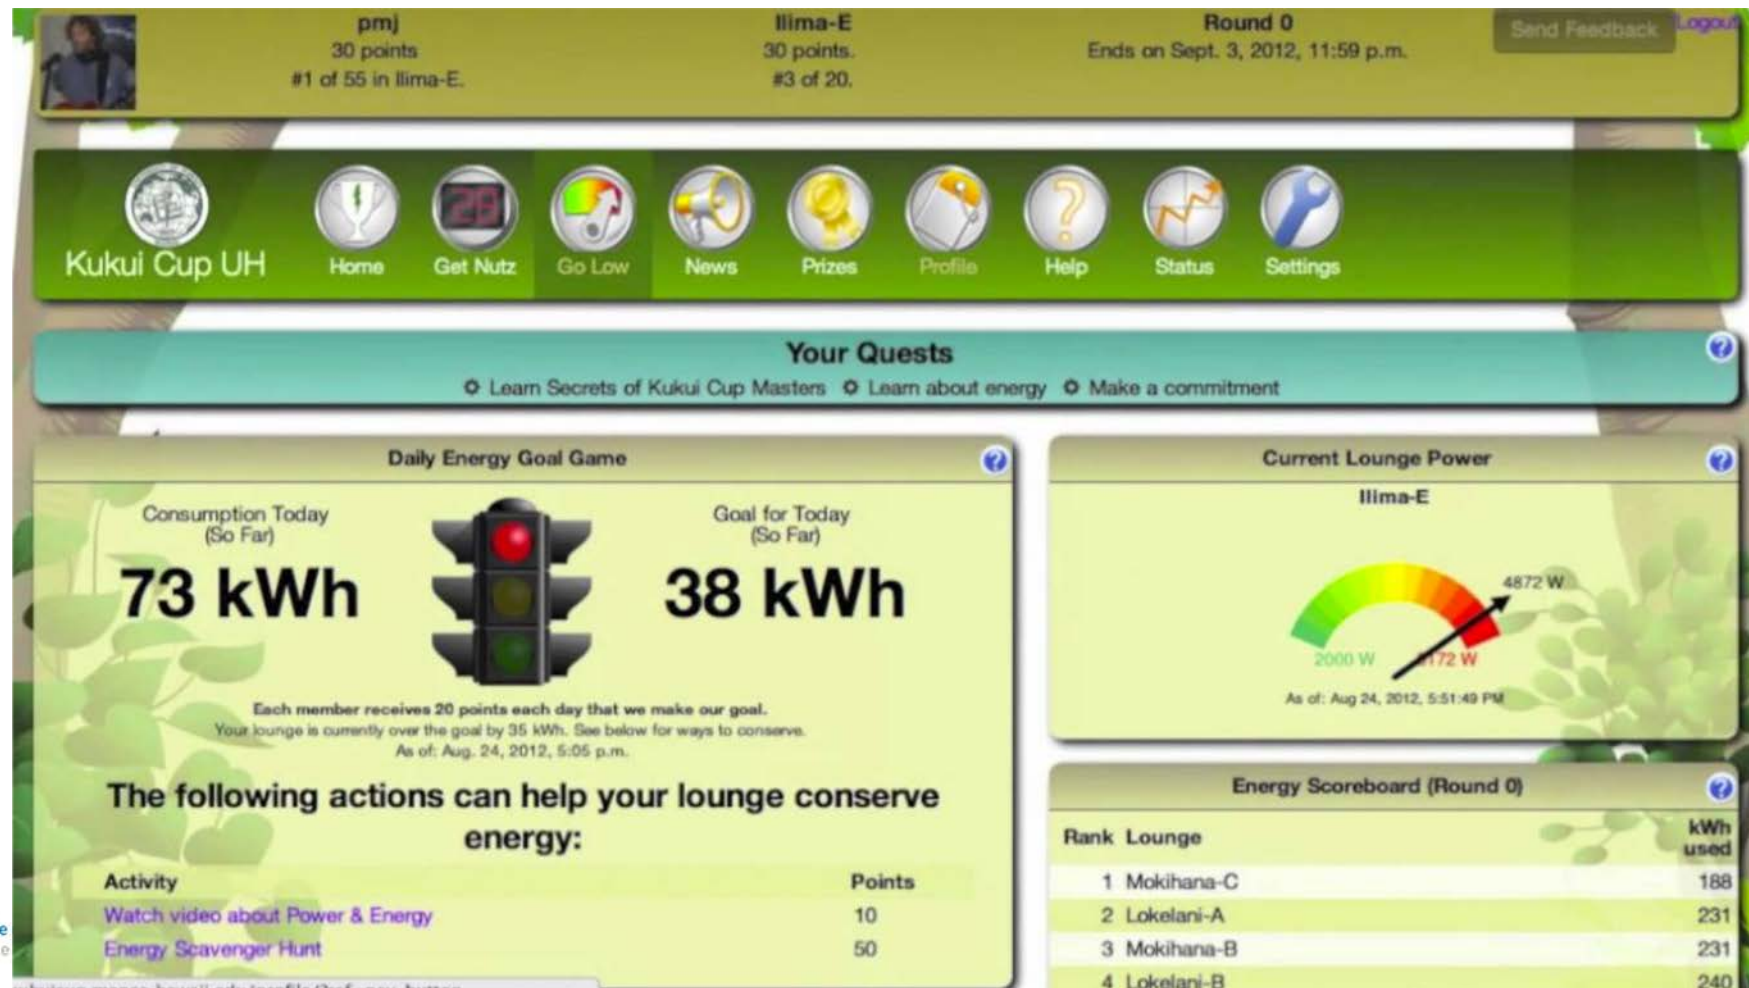 pmj
30 points
#1 of 55 in Ilima-E.
Ilima-E
30 points.
#3 of 20.
Round 0
Ends on Sept. 3, 2012, 11:59 p.m.
Send Feedback
Logout
Kukui Cup UH
Home
Get Nutz
Go Low
News
Prizes
Profile
Help
Status
Settings
Your Quests
Learn Secrets of Kukui Cup Masters
Learn about energy
Make a commitment
Daily Energy Goal Game
Consumption Today
(So Far)
73 kWh
Goal for Today
(So Far)
38 kWh
Each member receives 20 points each day that we make our goal.
Your lounge is currently over the goal by 35 kWh. See below for ways to conserve.
As of: Aug. 24, 2012, 5:05 p.m.
The following actions can help your lounge conserve
energy:
Activity Points
Watch video about Power & Energy 10
Energy Scavenger Hunt 50
Current Lounge Power
Ilima-E
4872 W
2000 W
172 W
As of: Aug 24, 2012, 5:51:49 PM
Energy Scoreboard (Round 0)
Rank Lounge kWh
used
1 Mokihana-C 188
2 Lokelani-A 231
3 Mokihana-B 231
4 Lokelani-B 240